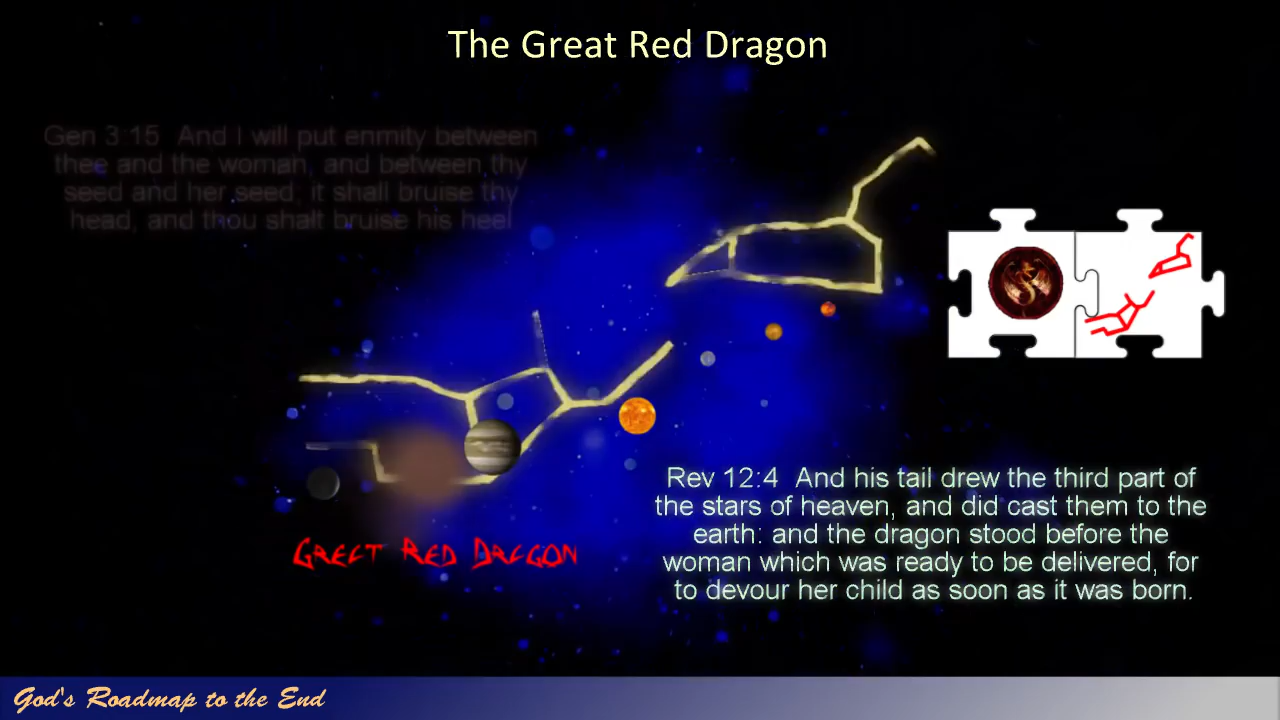 The Great Red Dragon
Gen 3:15 And I will put enmity between
thee and the woman, and between thy
seed and her seed; it shall bruise thy
head, and thou shalt bruise his heel
Rev 12:4 And his tail drew the third part of
the stars of heaven, and did cast them to the
earth: and the dragon stood before the
woman which was ready to be delivered, for
to devour her child as soon as it was born.
Great Red Dragon
God's Roadmap to the End